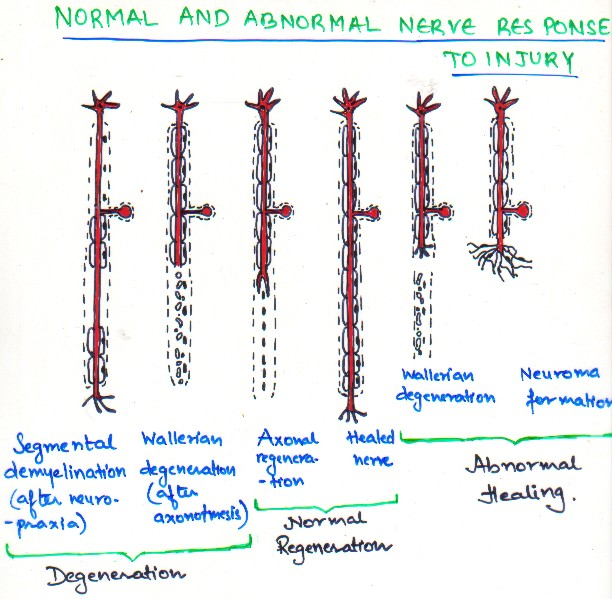 NORMAL AND ABNORMAL NERVE RESPONSE
TO INJURY
Segmental
demyelination
(after neuro-
-praxia)
Wallerian
degeneration
(after
axonotmesis)
Degeneration
Axonal
regenera-
-tion
Healed
nerve
Normal
Regeneration
Wallerian
degeneration
Neuroma
formation
Abnormal
Healing.